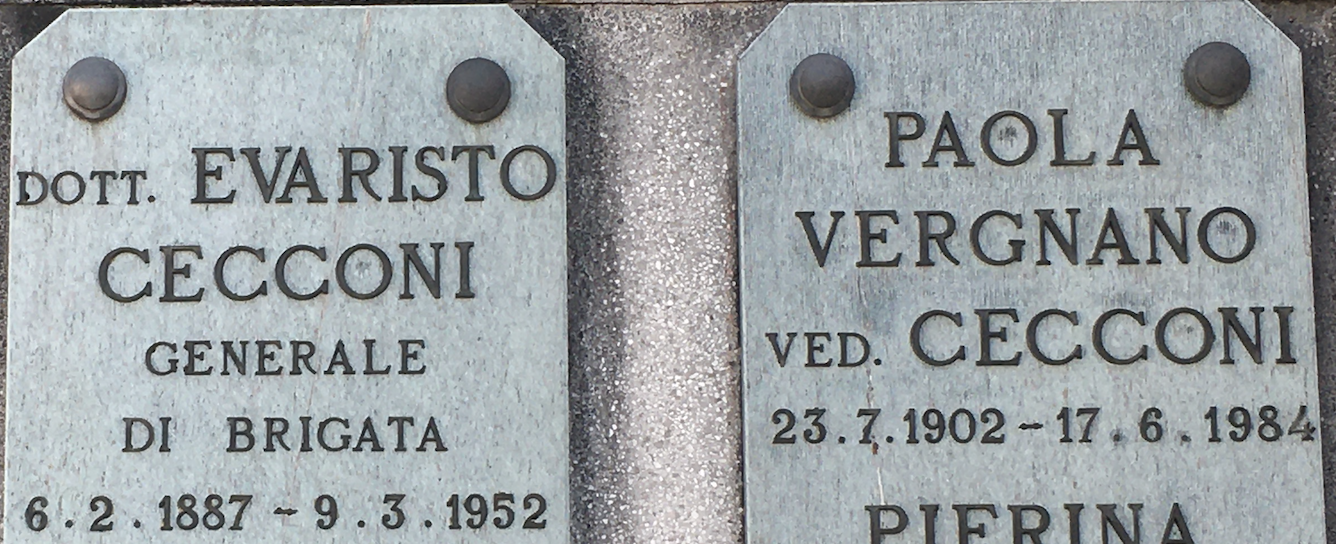 DOTT. EVARISTO
CECCONI
GENERALE
DI BRIGATA
6.2.1887-9.3.1952
PAOLA
VERGNANO
VED. CECCONI
23.7.1902-17.6.1984
PIERINA